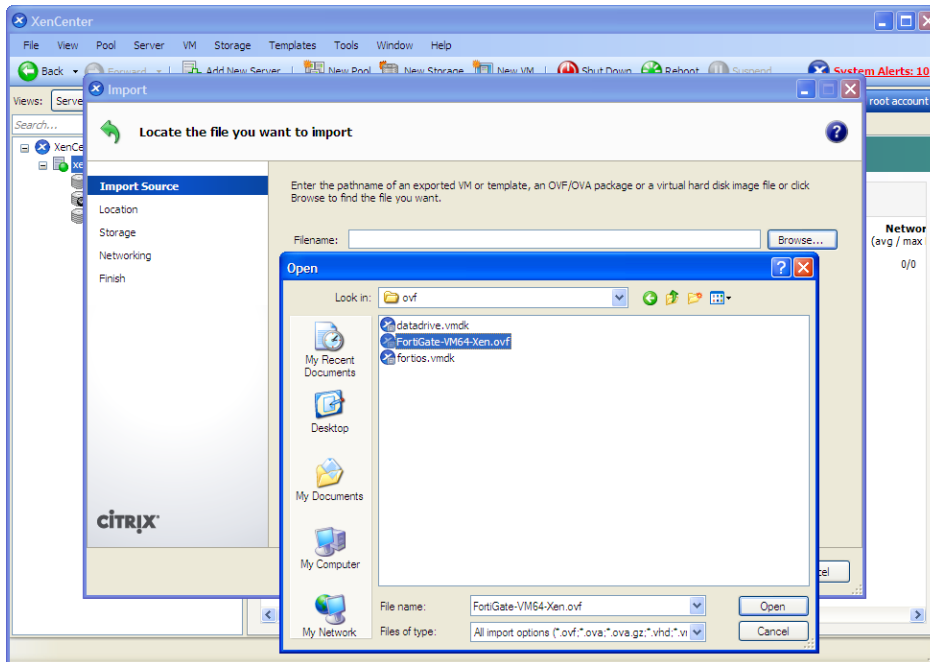 XenCenter
File View Pool Server VM Storage Templates Tools Window Help
Back Forward Add New Server New Pool New Storage New VM Shut Down Reboot Suspend System Alerts: 10
Import
Views: Serve
root account
Search...
Locate the file you want to import
XenCe
xe
Import Source
Location
Storage
Networking
Finish
Enter the pathname of an exported VM or template, an OVF/OVA package or a virtual hard disk image file or click
Browse to find the file you want.
Filename: Browse...
Networ
(avg / max
0/0
Open
Look in: ovf
datadrive.vmdk
FortiGate-VM64-Xen.ovf
fortios.vmdk
My Recent
Documents
Desktop
My Documents
My Computer
My Network
CITRIX
cel
File name: FortiGate-VM64-Xen.ovf Open
Files of type: All import options (*.ovf;*.ova;*.ova.gz;*.vhd;*.v Cancel